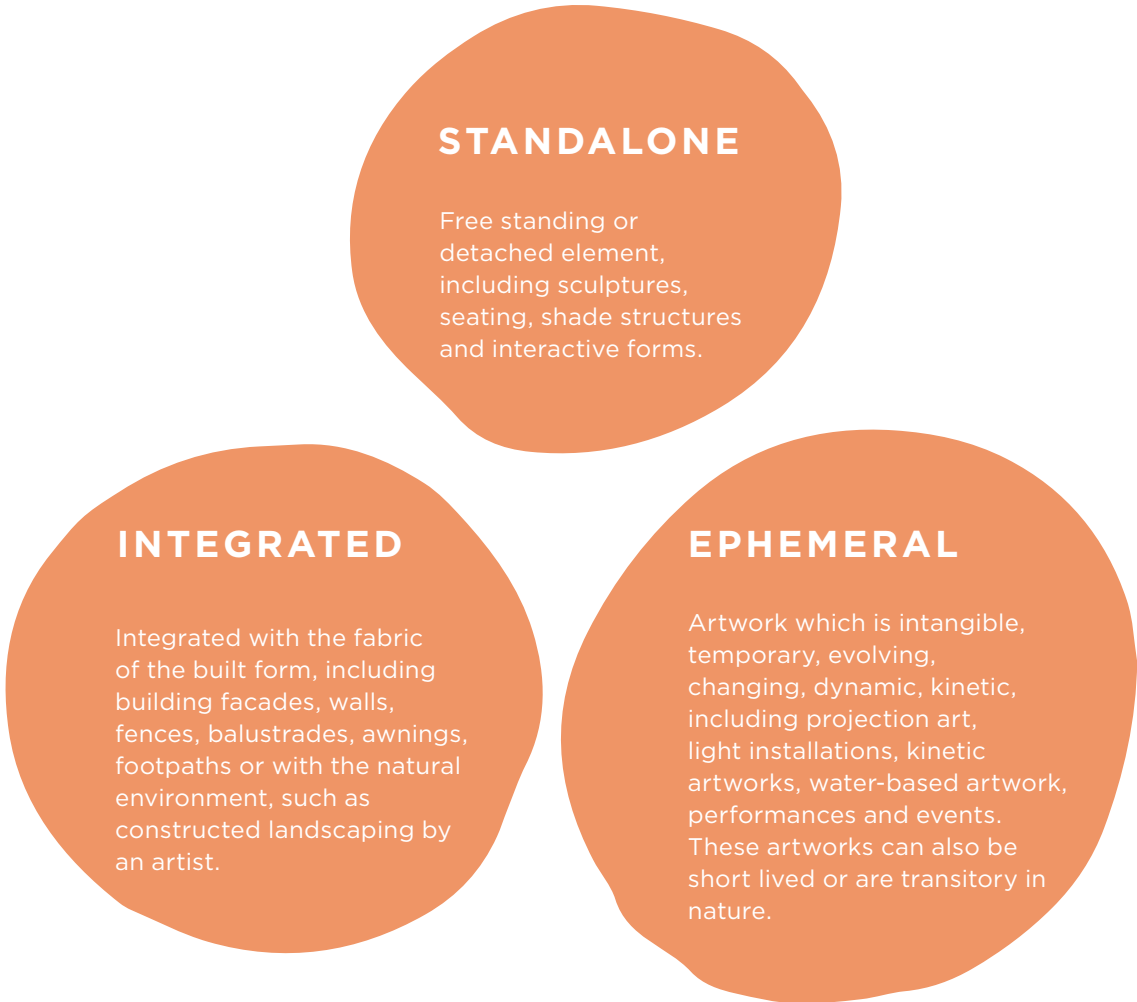 STANDALONE
Free standing or
detached element,
including sculptures,
seating, shade structures
and interactive forms.
INTEGRATED
Integrated with the fabric
of the built form, including
building facades, walls,
fences, balustrades, awnings,
footpaths or with the natural
environment, such as
constructed landscaping by
an artist.
EPHEMERAL
Artwork which is intangible,
temporary, evolving,
changing, dynamic, kinetic,
including projection art,
light installations, kinetic
artworks, water-based artwork,
performances and events.
These artworks can also be
short lived or are transitory in
nature.